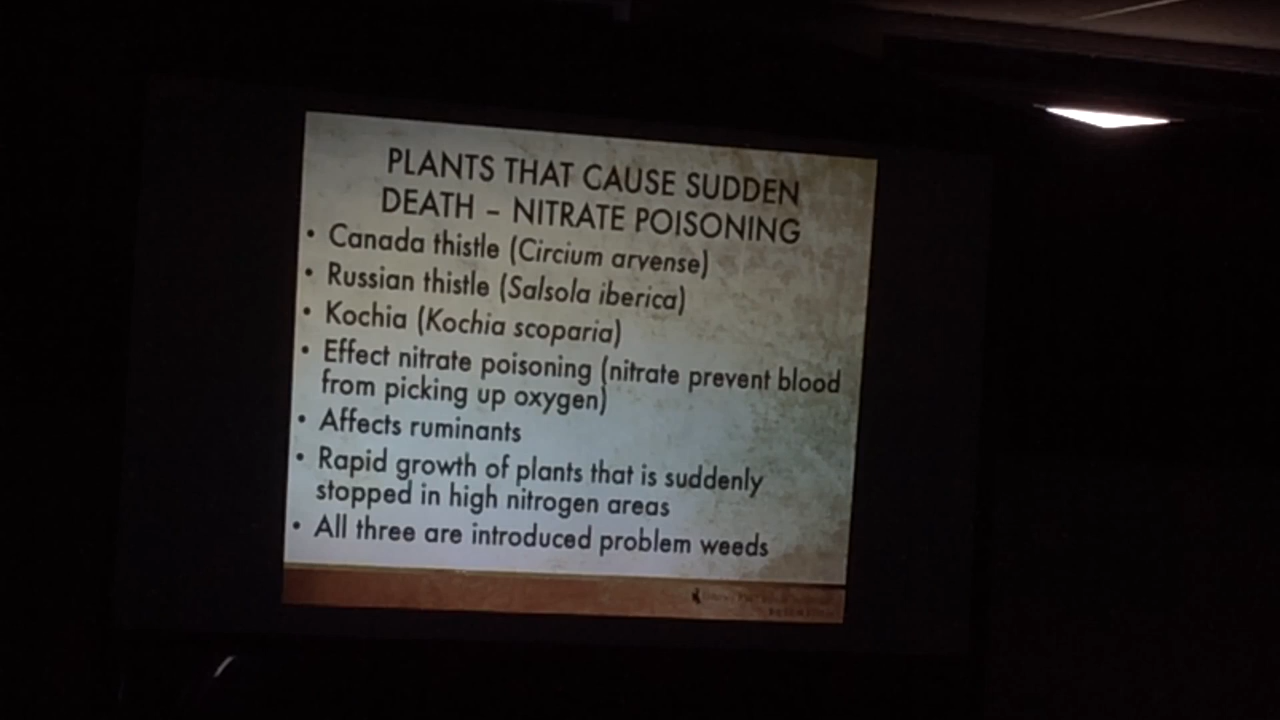 PLANTS THAT CAUSE SUDDEN
DEATH – NITRATE POISONING
• Canada thistle (Circium arvense)
• Russian thistle (Salsola iberica)
• Kochia (Kochia scoparia)
• Effect nitrate poisoning (nitrate prevent blood
from picking up oxygen)
• Affects ruminants
• Rapid growth of plants that is suddenly
stopped in high nitrogen areas
• All three are introduced problem weeds